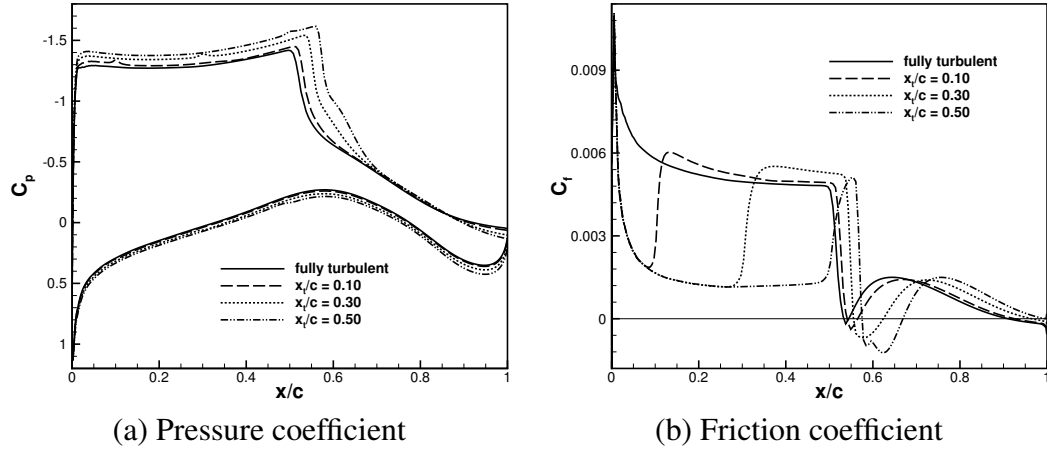 -1.5
-1
-0.5
0
0.5
1
C_p
0
0.2
0.4
0.6
0.8
1
x/c
fully turbulent
x_t/c = 0.10
x_t/c = 0.30
x_t/c = 0.50
(a) Pressure coefficient
0.009
0.006
0.003
0
C_f
0
0.2
0.4
0.6
0.8
1
x/c
fully turbulent
x_t/c = 0.10
x_t/c = 0.30
x_t/c = 0.50
(b) Friction coefficient